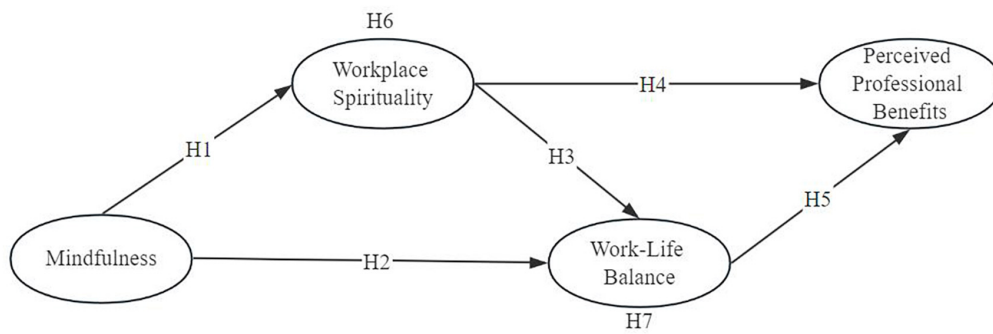 H6
Workplace
Spirituality
Perceived
Professional
Benefits
H4
H1
H3
H5
Mindfulness
H2
Work-Life
Balance
H7